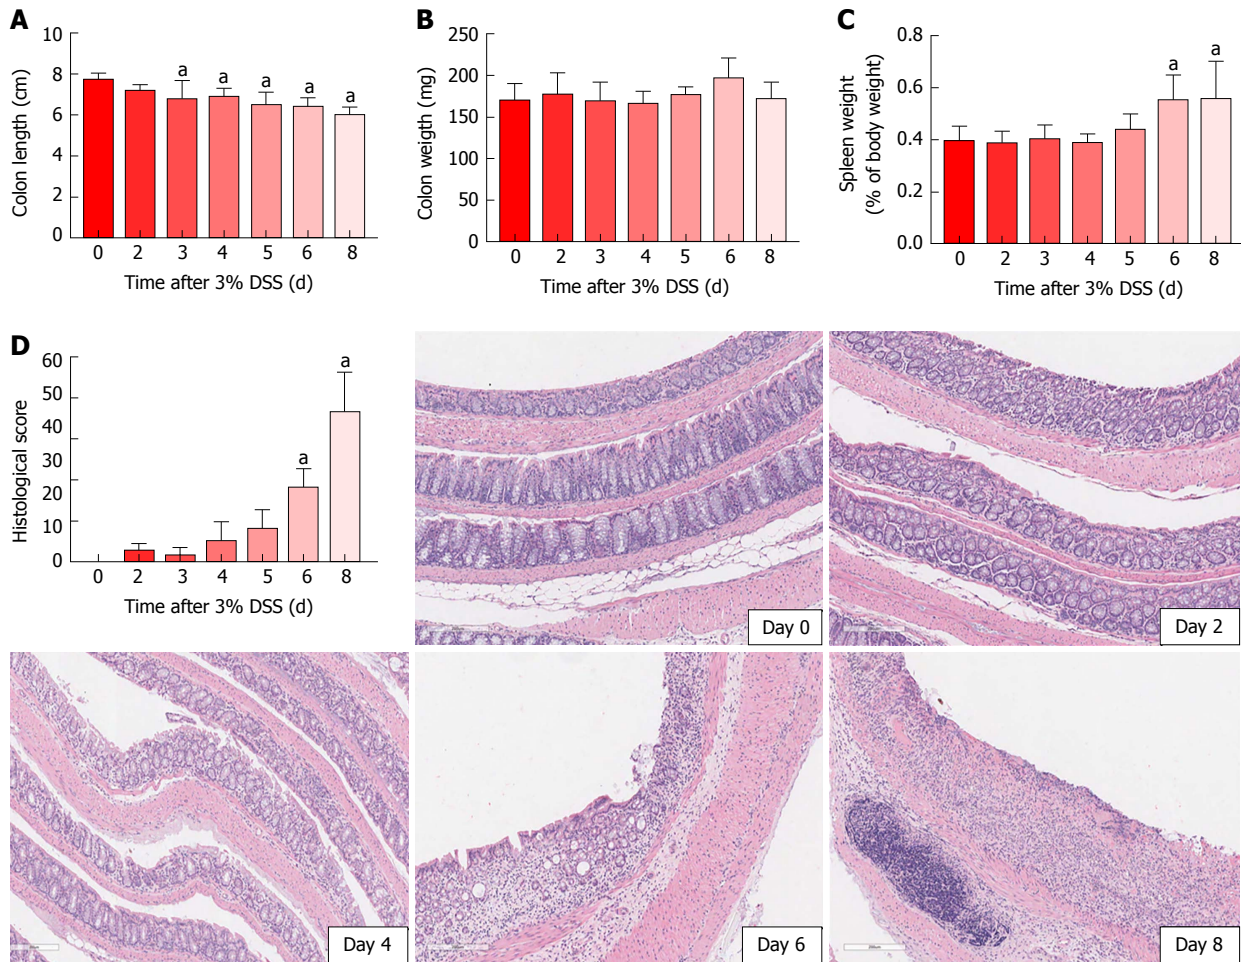 A
10
8
6
4
2
0
Colon length (cm)
a a a a a
0 2 3 4 5 6 8
Time after 3% DSS (d)
B
250
200
150
100
50
0
Colon weigth (mg)
0 2 3 4 5 6 8
Time after 3% DSS (d)
C
0.8
0.6
0.4
0.2
0.0
Spleen weight
(% of body weight)
a a
0 2 3 4 5 6 8
Time after 3% DSS (d)
D
60
50
40
30
20
10
0
Histological score
a
a
0 2 3 4 5 6 8
Time after 3% DSS (d)
Day 0
Day 2
Day 4
Day 6
Day 8